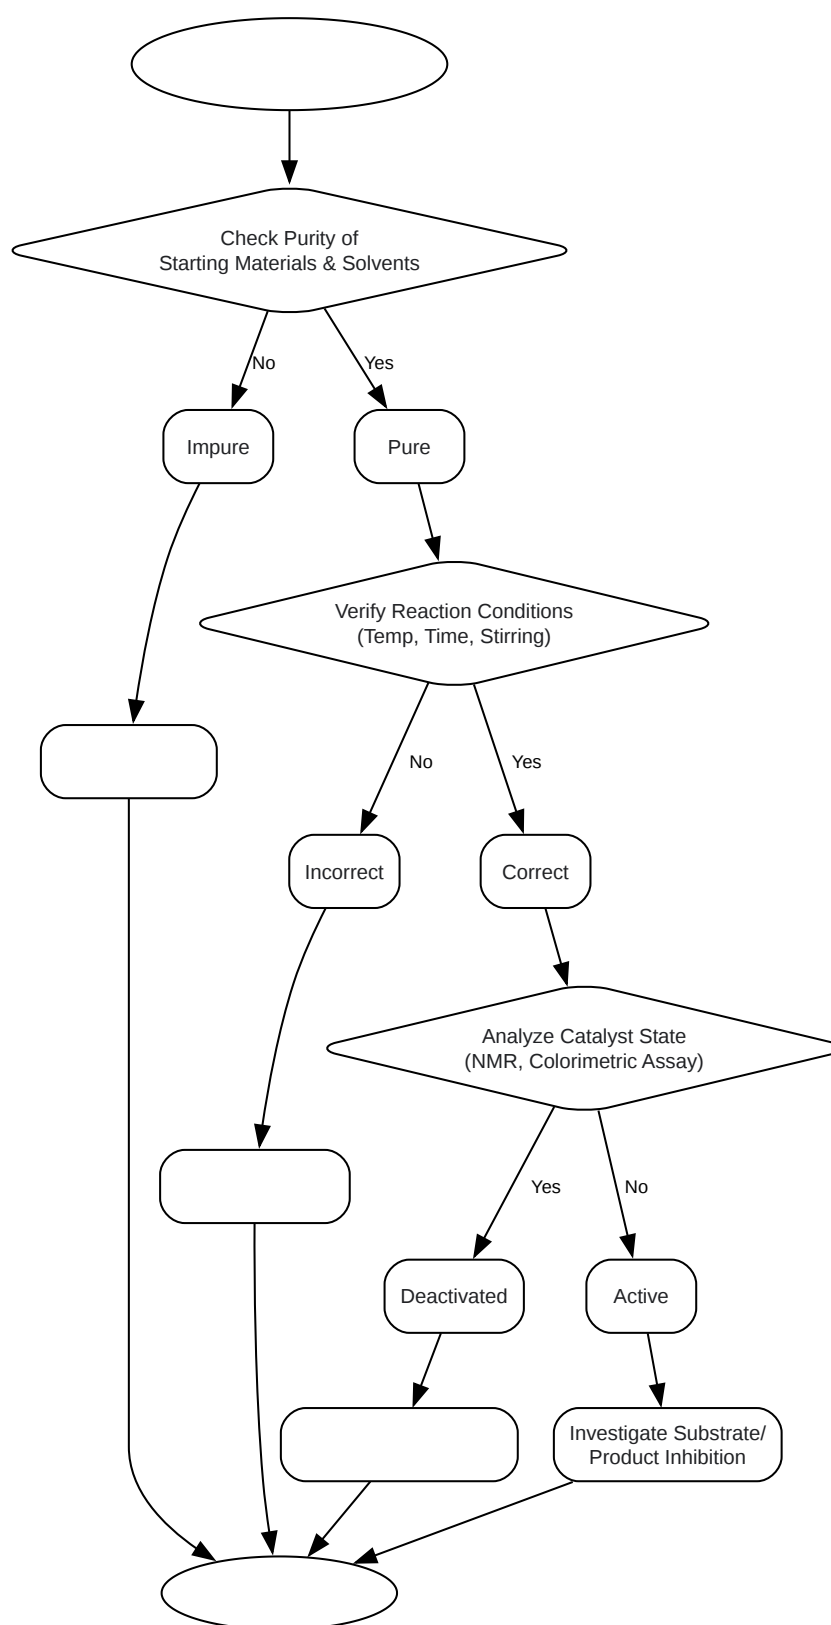 Check Purity of
Starting Materials & Solvents
No
Yes
Impure
Pure
Verify Reaction Conditions
(Temp, Time, Stirring)
No
Yes
Incorrect
Correct
Analyze Catalyst State
(NMR, Colorimetric Assay)
Yes
No
Deactivated
Active
Investigate Substrate/
Product Inhibition